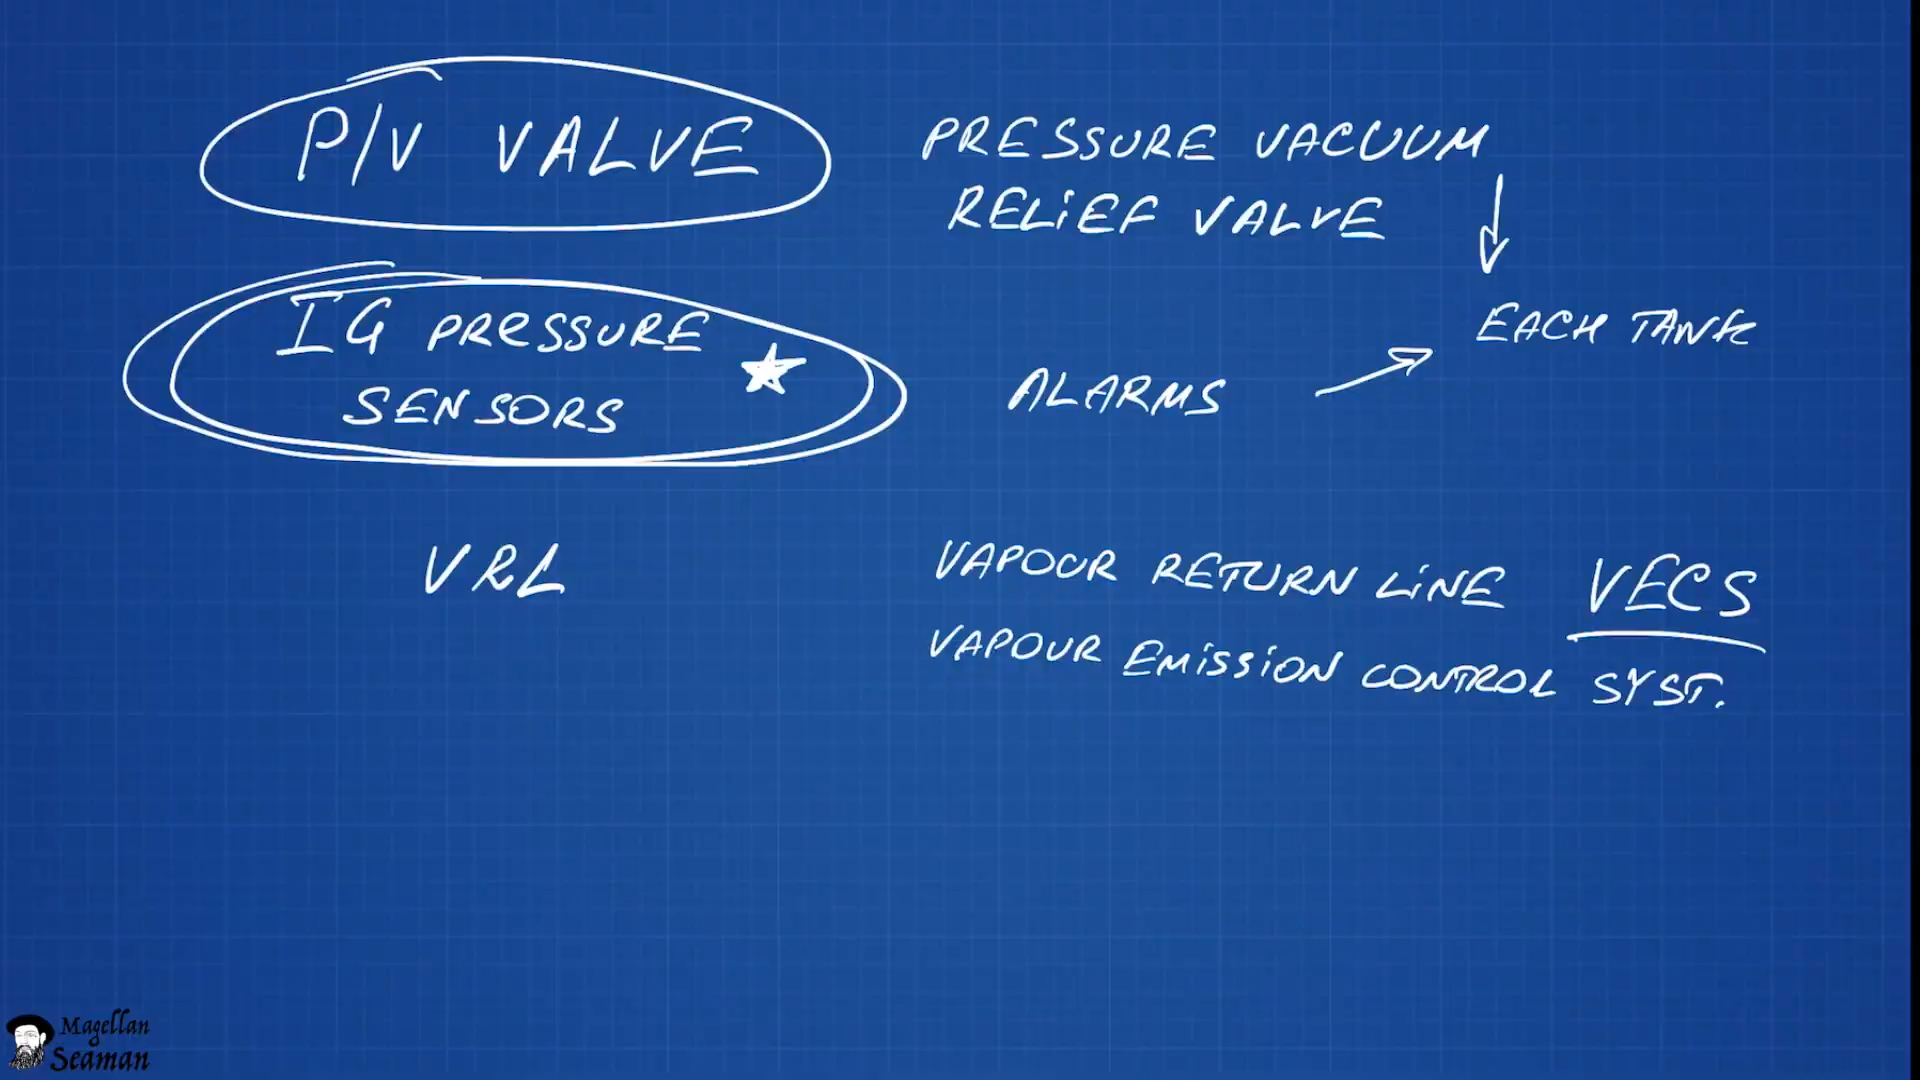 P/V VALVE
PRESSURE VACUUM
RELIEF VALVE
IG PRESSURE
SENSORS
ALARMS
EACH TANK
VRL
VAPOUR RETURN LINE VECS
VAPOUR EMISSION CONTROL SYST.
Magellan
Seaman